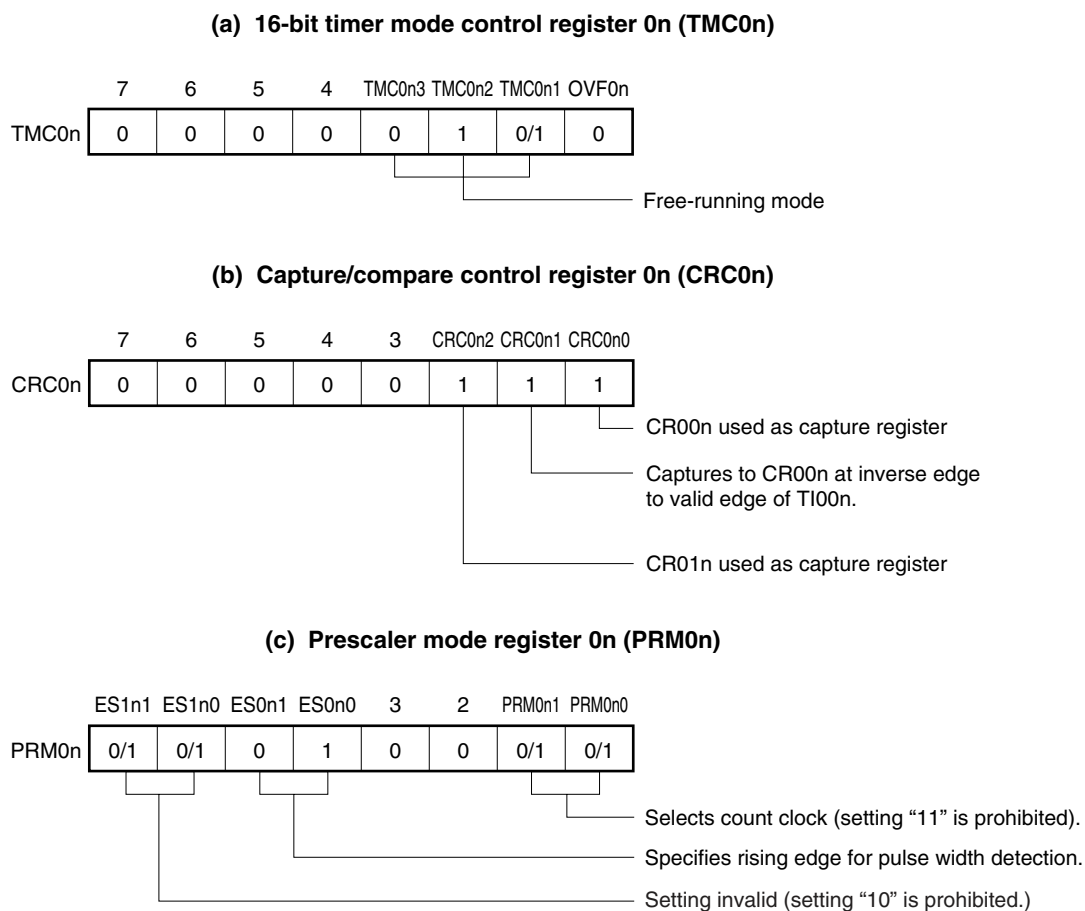 (a) 16-bit timer mode control register 0n (TMC0n)
7 6 5 4 TMC0n3 TMC0n2 TMC0n1 OVF0n
TMC0n 0 0 0 0 0 1 0/1 0
Free-running mode
(b) Capture/compare control register 0n (CRC0n)
7 6 5 4 3 CRC0n2 CRC0n1 CRC0n0
CRC0n 0 0 0 0 0 1 1 1
CR00n used as capture register
Captures to CR00n at inverse edge
to valid edge of TI00n.
CR01n used as capture register
(c) Prescaler mode register 0n (PRM0n)
ES1n1 ES1n0 ES0n1 ES0n0 3 2 PRM0n1 PRM0n0
PRM0n 0/1 0/1 0 1 0 0 0/1 0/1
Selects count clock (setting “11” is prohibited).
Specifies rising edge for pulse width detection.
Setting invalid (setting “10” is prohibited.)